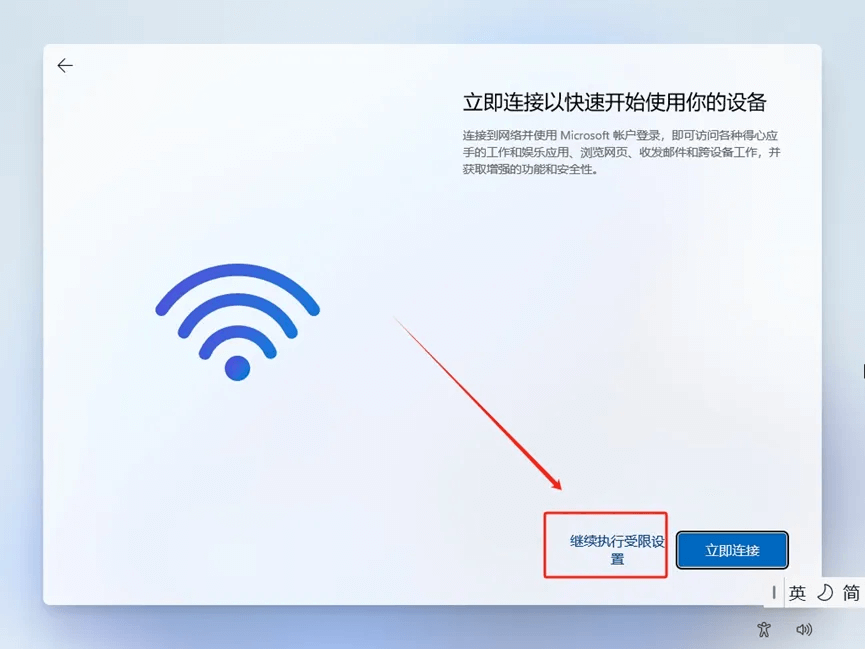 立即连接以快速开始使用你的设备
连接到网络并使用 Microsoft 帐户登录，即可访问各种得心应
手的工作和娱乐应用、浏览网页、收发邮件和跨设备工作，并
获取增强的功能和安全性。
继续执行受限设
置
立即连接
英 简